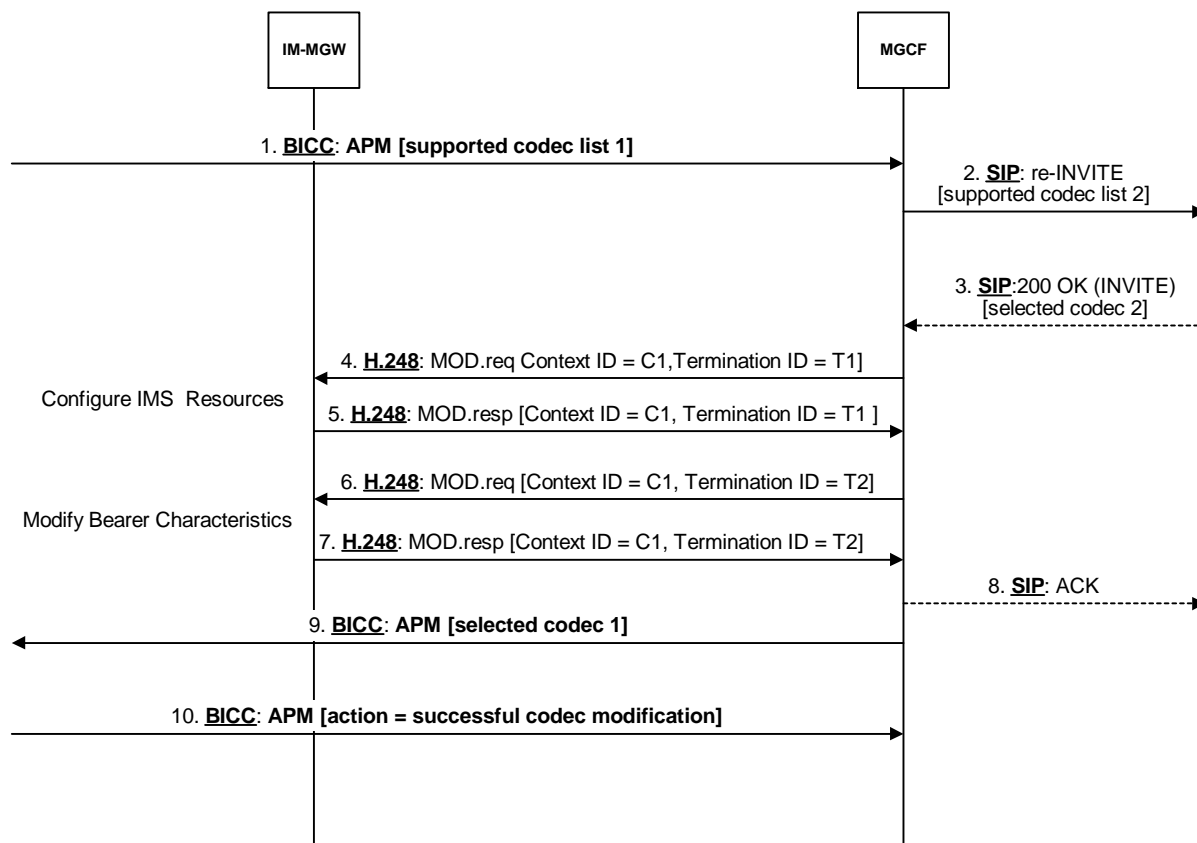 IM-MGW
MGCF
1. BICC: APM [supported codec list 1]
2. SIP: re-INVITE
[supported codec list 2]
3. SIP:200 OK (INVITE)
[selected codec 2]
4. H.248: MOD.req Context ID = C1,Termination ID = T1]
Configure IMS Resources
5. H.248: MOD.resp [Context ID = C1, Termination ID = T1 ]
6. H.248: MOD.req [Context ID = C1, Termination ID = T2]
Modify Bearer Characteristics
7. H.248: MOD.resp [Context ID = C1, Termination ID = T2]
8. SIP: ACK
9. BICC: APM [selected codec 1]
10. BICC: APM [action = successful codec modification]